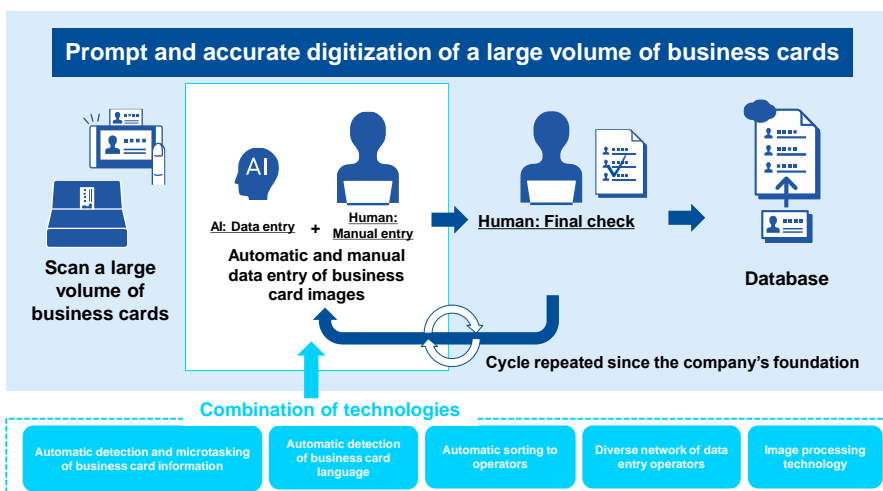 Prompt and accurate digitization of a large volume of business cards
AI
AI: Data entry
+
Human:
Manual entry
Automatic and manual
data entry of business
card images
Scan a large
volume of
business cards
Human: Final check
Database
Cycle repeated since the company’s foundation
Combination of technologies
Automatic detection and microtasking
of business card information
Automatic detection
of business card
language
Automatic sorting to
operators
Diverse network of data
entry operators
Image processing
technology